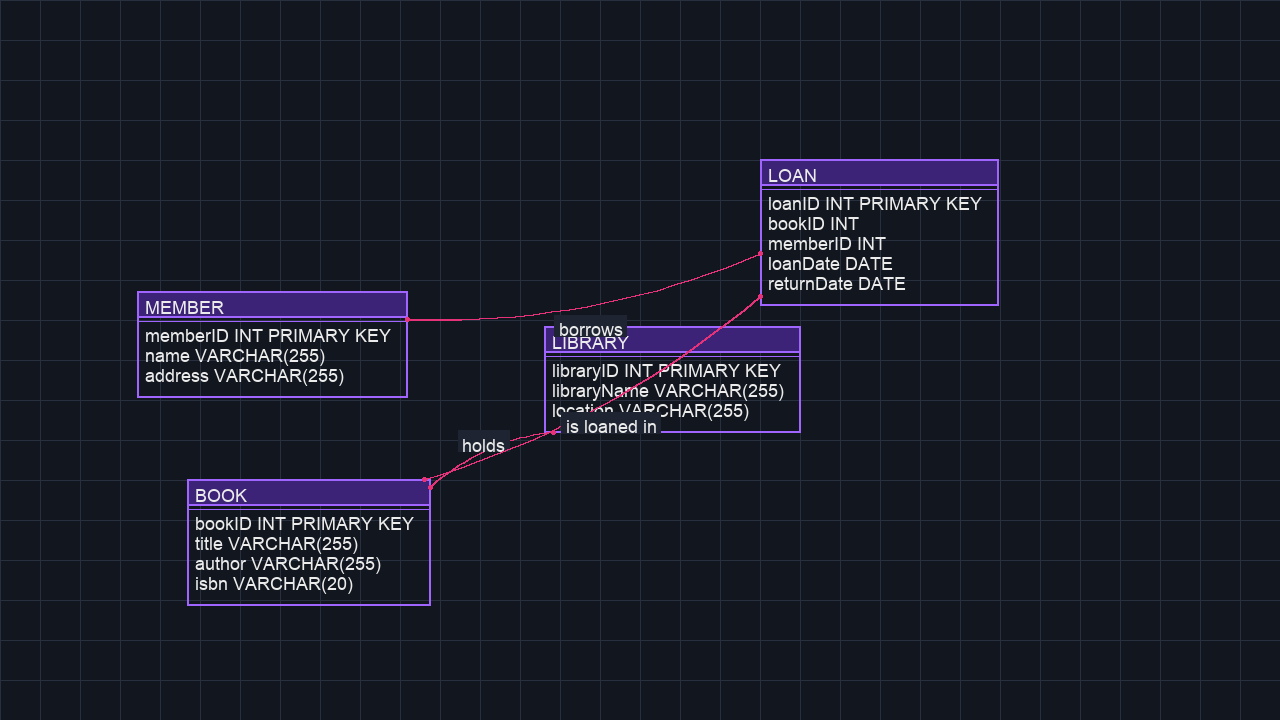 LOAN
loanID INT PRIMARY KEY
bookID INT
memberID INT
loanDate DATE
returnDate DATE
MEMBER
memberID INT PRIMARY KEY
name VARCHAR(255)
address VARCHAR(255)
borrows
LIBRARY
libraryID INT PRIMARY KEY
libraryName VARCHAR(255)
location VARCHAR(255)
is loaned in
holds
BOOK
bookID INT PRIMARY KEY
title VARCHAR(255)
author VARCHAR(255)
isbn VARCHAR(20)